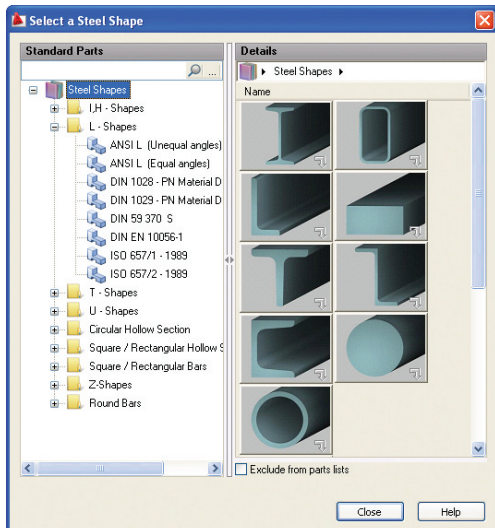 Select a Steel Shape
Standard Parts
...
Steel Shapes
I,H - Shapes
L - Shapes
ANSI L (Unequal angles)
ANSI L (Equal angles)
DIN 1028 - PN Material D
DIN 1029 - PN Material D
DIN 59 370 S
DIN EN 10056-1
ISO 657/1 - 1989
ISO 657/2 - 1989
T - Shapes
U - Shapes
Circular Hollow Section
Square / Rectangular Hollow S
Square / Rectangular Bars
Z-Shapes
Round Bars
Details
Steel Shapes
Name
Exclude from parts lists
Close
Help